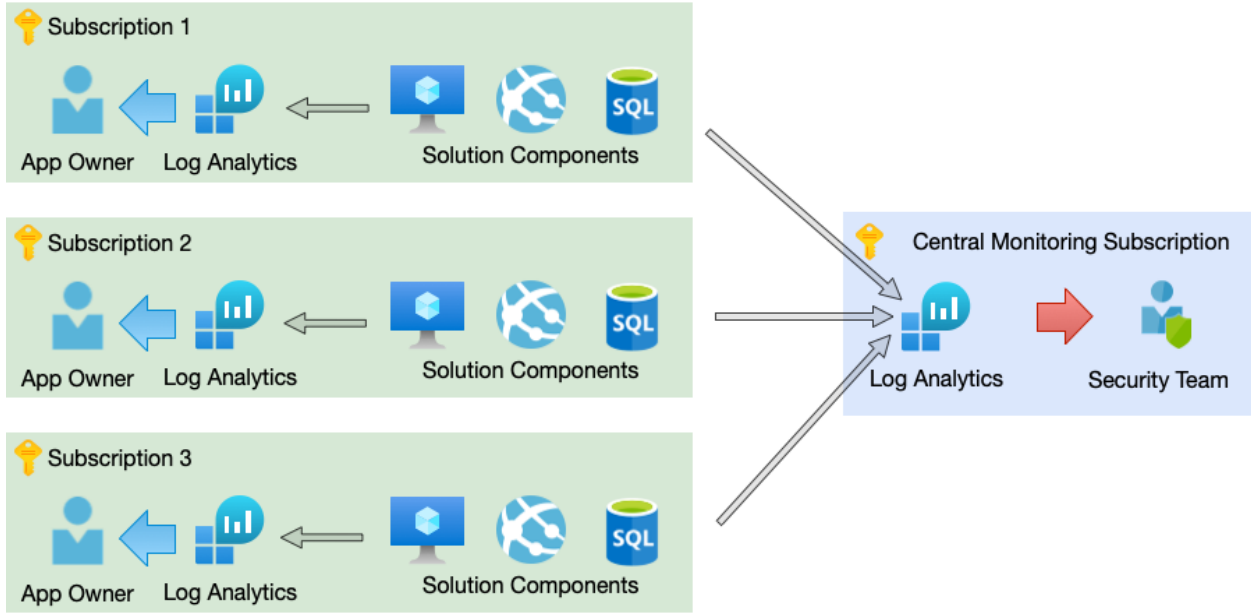 Subscription 1
SQL
App Owner
Log Analytics
Solution Components
Subscription 2
SQL
App Owner
Log Analytics
Solution Components
Subscription 3
SQL
App Owner
Log Analytics
Solution Components
Central Monitoring Subscription
Log Analytics
Security Team